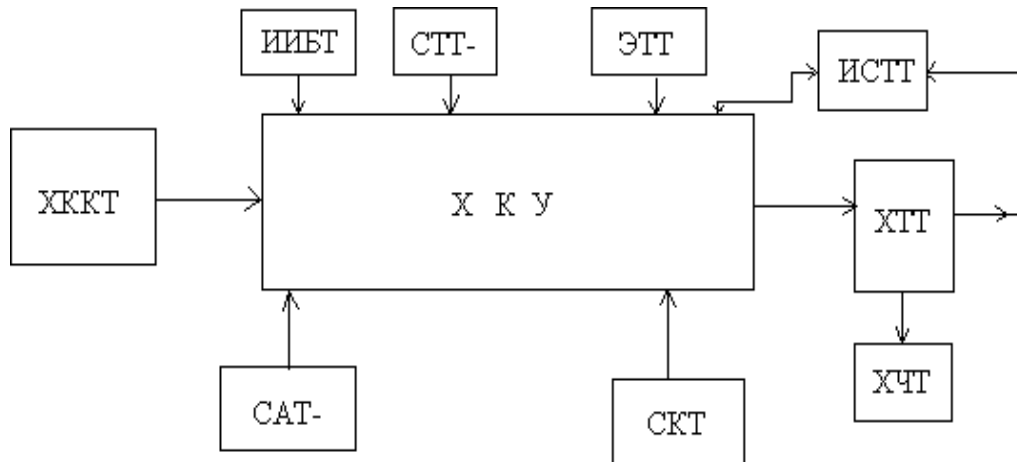 ИИБТ
СТТ-
ЭТТ
ИСТТ
ХККТ
Х К У
ХТТ
САТ-
СКТ
ХЧТ